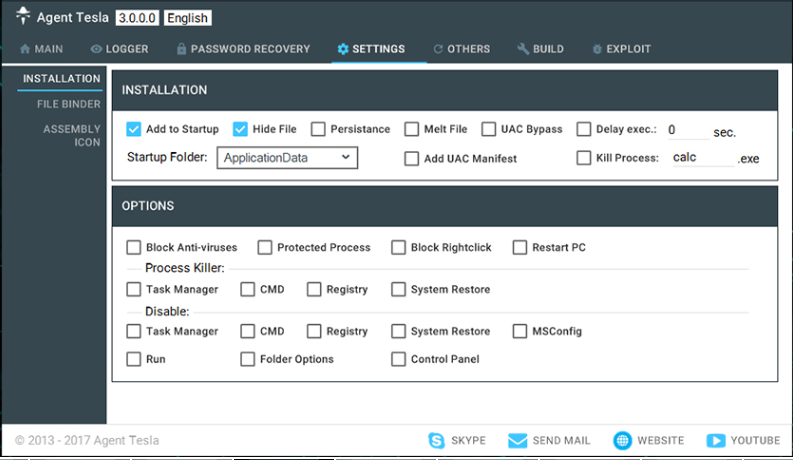 Agent Tesla 3.0.0.0 English
MAIN LOGGER PASSWORD RECOVERY SETTINGS OTHERS BUILD EXPLOIT
INSTALLATION
FILE BINDER
ASSEMBLY
ICON
INSTALLATION
Add to Startup Hide File Persistance Melt File UAC Bypass Delay exec.: 0 sec.
Startup Folder: ApplicationData Add UAC Manifest Kill Process: calc .exe
OPTIONS
Block Anti-viruses Protected Process Block Rightclick Restart PC
Process Killer:
Task Manager CMD Registry System Restore
Disable:
Task Manager CMD Registry System Restore MSConfig
Run Folder Options Control Panel
© 2013 - 2017 Agent Tesla SKYPE SEND MAIL WEBSITE YOUTUBE